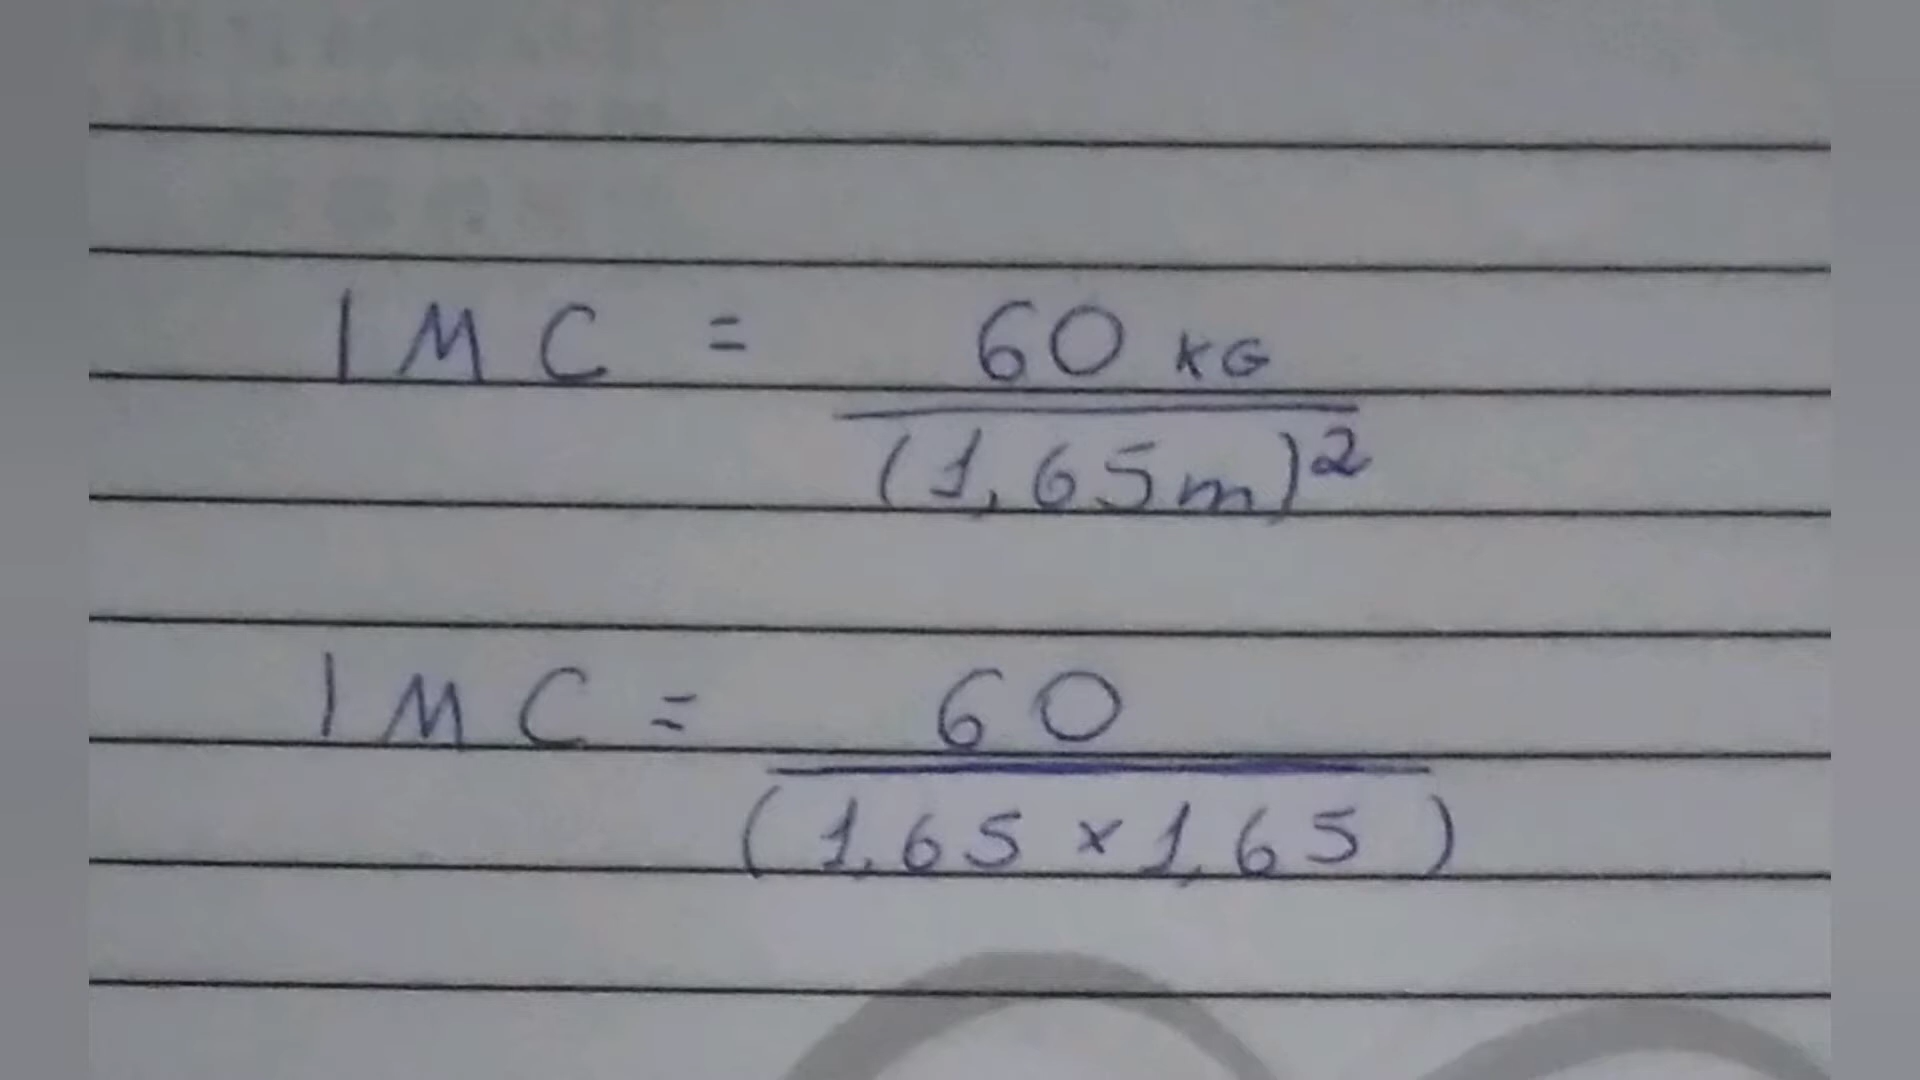 IMC = 60 KG
(1,65m)²
IMC = 60
(1,65 x 1,65)